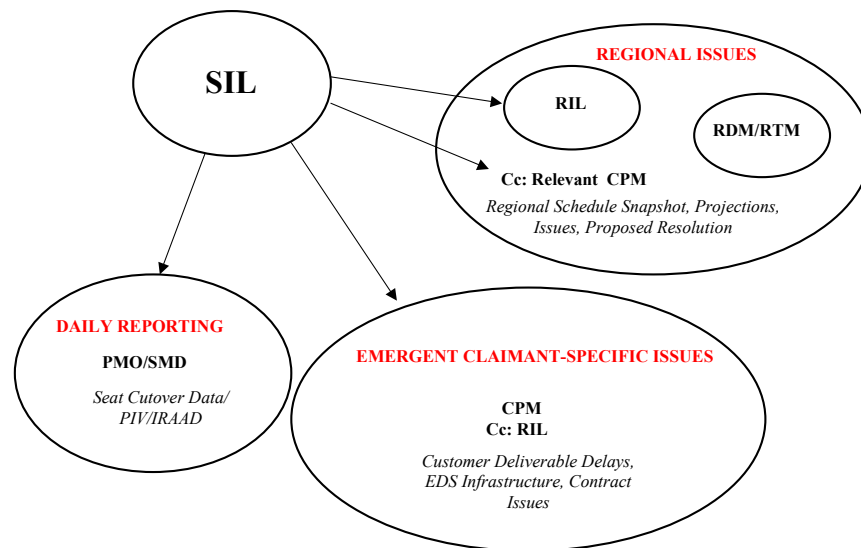 SIL
REGIONAL ISSUES
RIL
RDM/RTM
Cc: Relevant CPM
Regional Schedule Snapshot, Projections,
Issues, Proposed Resolution
DAILY REPORTING
PMO/SMD
Seat Cutover Data/
PIV/IRAAD
EMERGENT CLAIMANT-SPECIFIC ISSUES
CPM
Cc: RIL
Customer Deliverable Delays,
EDS Infrastructure, Contract
Issues